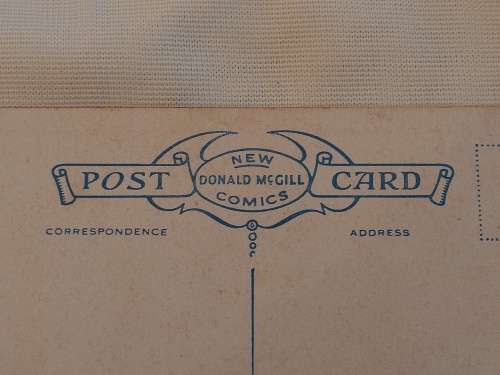 NEW
POST DONALD McGILL CARD
COMICS
CORRESPONDENCE ADDRESS